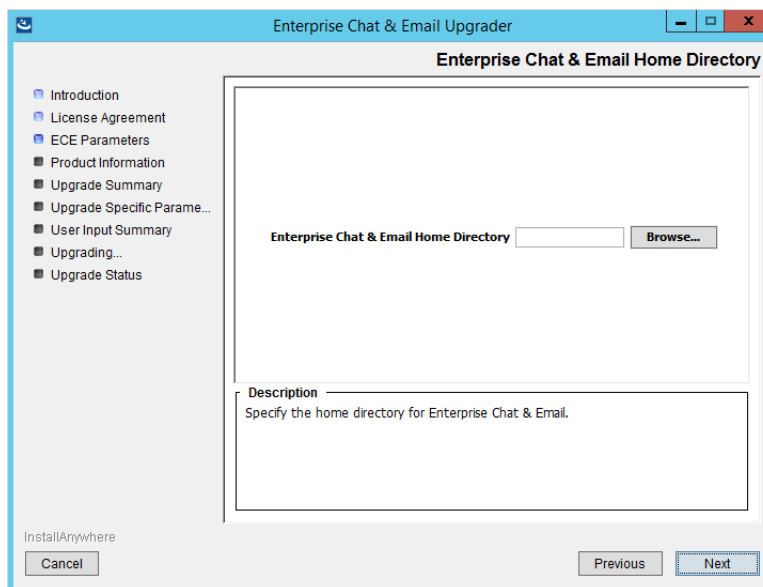 Enterprise Chat & Email Upgrader
Enterprise Chat & Email Home Directory
Introduction
License Agreement
ECE Parameters
Product Information
Upgrade Summary
Upgrade Specific Parame...
User Input Summary
Upgrading...
Upgrade Status
Enterprise Chat & Email Home Directory
Browse...
Description
Specify the home directory for Enterprise Chat & Email.
InstallAnywhere
Cancel
Previous
Next